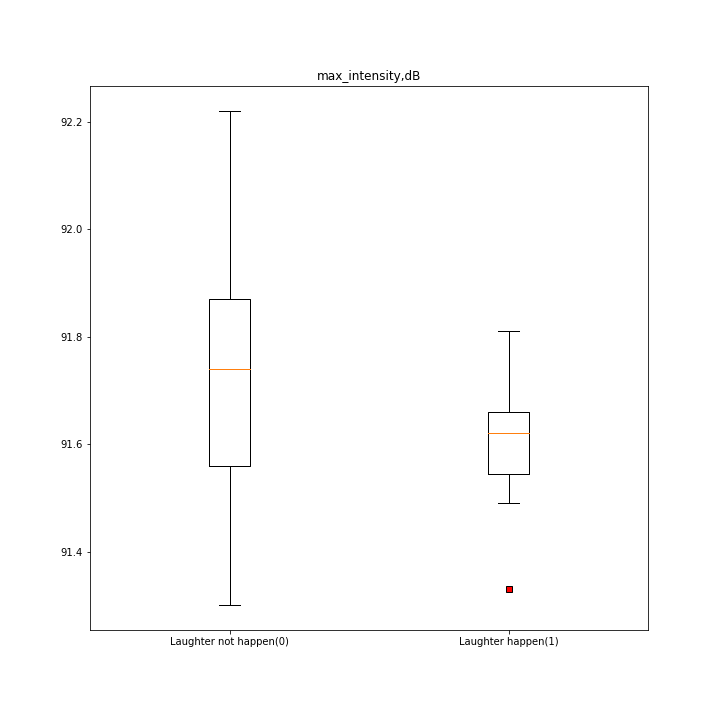 max_intensity,dB
92.2
92.0
91.8
91.6
91.4
Laughter not happen(0)
Laughter happen(1)